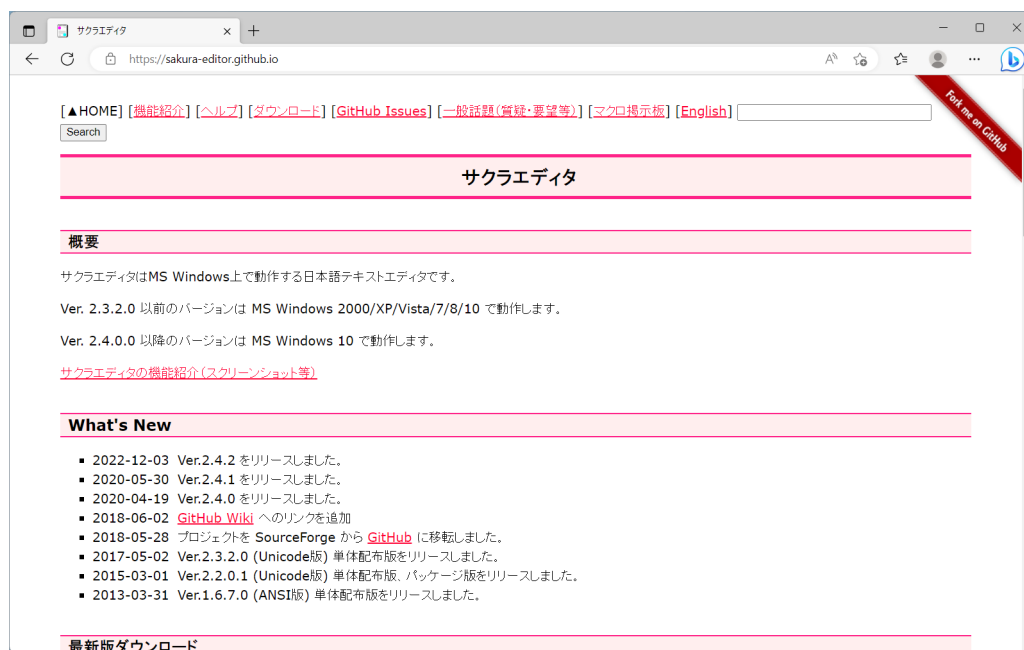 サクラエディタ
https://sakura-editor.github.io
Fork me on GitHub
[▲HOME] [機能紹介] [ヘルプ] [ダウンロード] [GitHub Issues] [一般話題(質疑・要望等)] [マクロ掲示板] [English]
Search
サクラエディタ
概要
サクラエディタはMS Windows上で動作する日本語テキストエディタです。
Ver. 2.3.2.0 以前のバージョンは MS Windows 2000/XP/Vista/7/8/10 で動作します。
Ver. 2.4.0.0 以降のバージョンは MS Windows 10 で動作します。
サクラエディタの機能紹介(スクリーンショット等)
What's New
2022-12-03 Ver.2.4.2 をリリースしました。
2020-05-30 Ver.2.4.1 をリリースしました。
2020-04-19 Ver.2.4.0 をリリースしました。
2018-06-02 GitHub Wiki へのリンクを追加
2018-05-28 プロジェクトを SourceForge から GitHub に移転しました。
2017-05-02 Ver.2.3.2.0 (Unicode版) 単体配布版をリリースしました。
2015-03-01 Ver.2.2.0.1 (Unicode版) 単体配布版、パッケージ版をリリースしました。
2013-03-31 Ver.1.6.7.0 (ANSI版) 単体配布版をリリースしました。
最新版ダウンロード